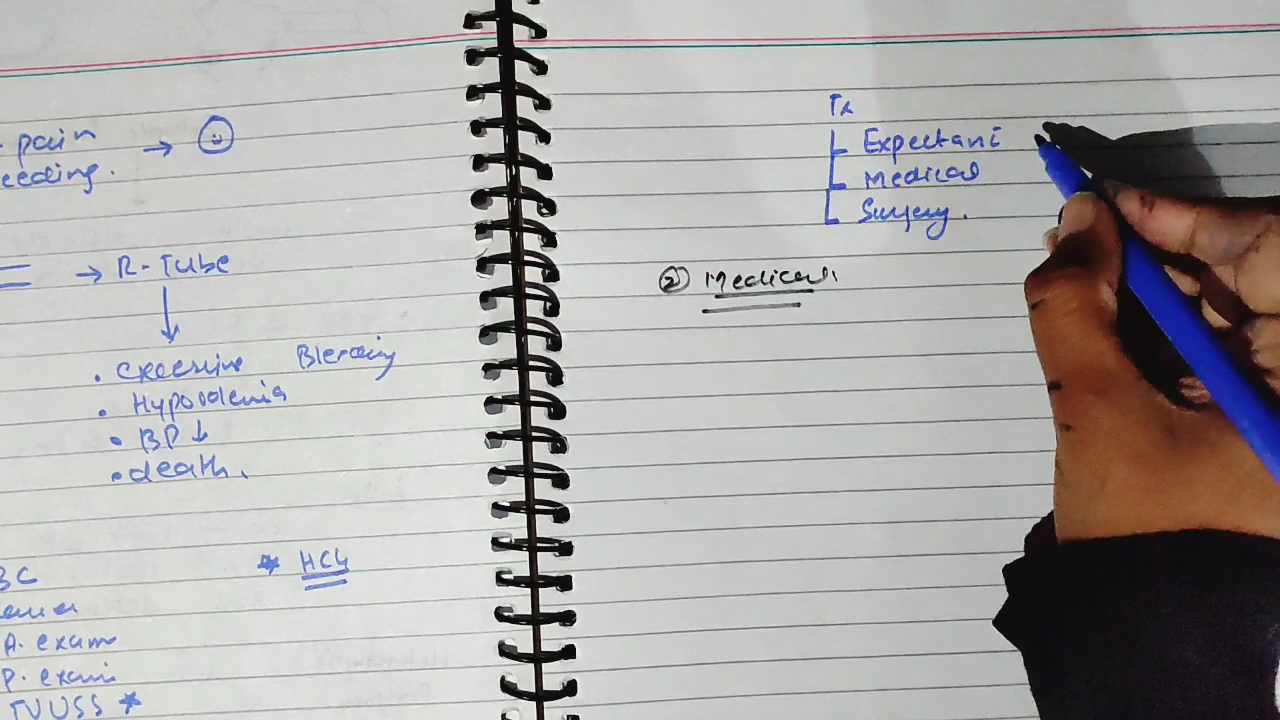 pain →
eeding.
→ R-Tube
• excessive Bleeding
• Hypovolemia
• BP ↓
• death.
BC
* HCG
A. exam
P. exam
TVUSS *
Tx
Expectant
Medical
Surgery.
② Medical.